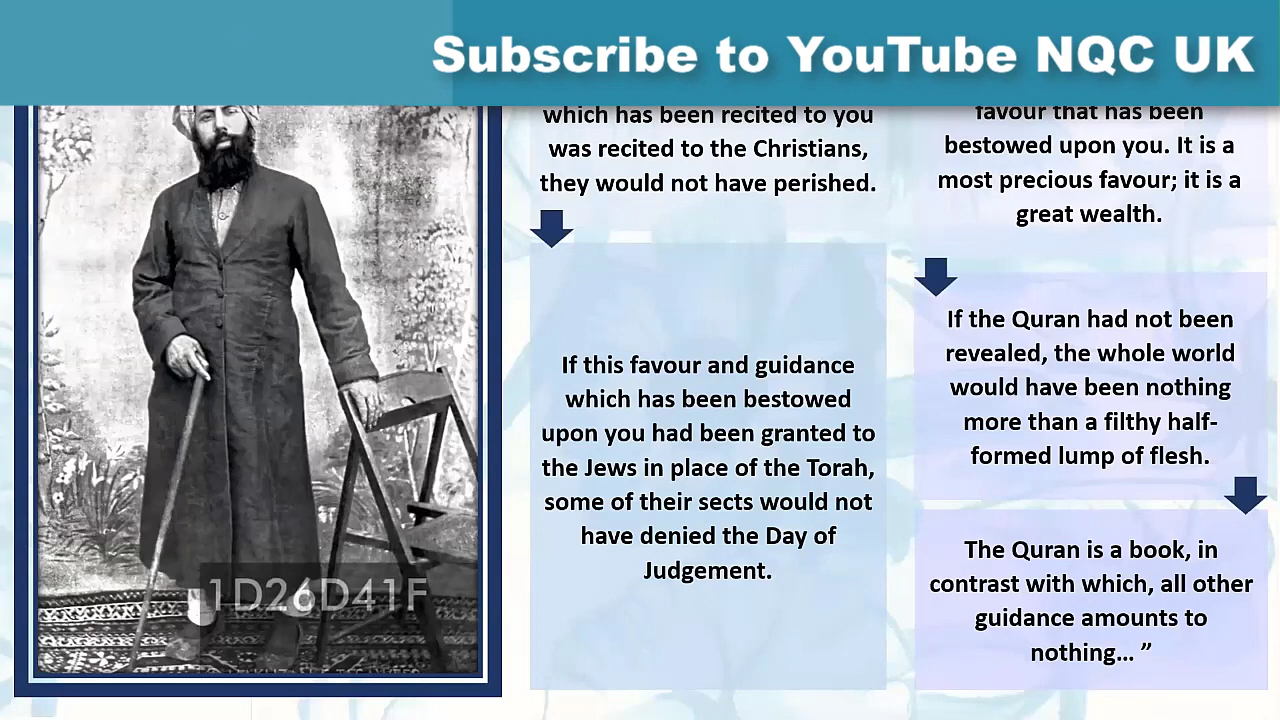 Subscribe to YouTube NQC UK
which has been recited to you
was recited to the Christians,
they would not have perished.
If this favour and guidance
which has been bestowed
upon you had been granted to
the Jews in place of the Torah,
some of their sects would not
have denied the Day of
Judgement.
favour that has been
bestowed upon you. It is a
most precious favour; it is a
great wealth.
If the Quran had not been
revealed, the whole world
would have been nothing
more than a filthy half-
formed lump of flesh.
The Quran is a book, in
contrast with which, all other
guidance amounts to
nothing… ”
1D26D41F